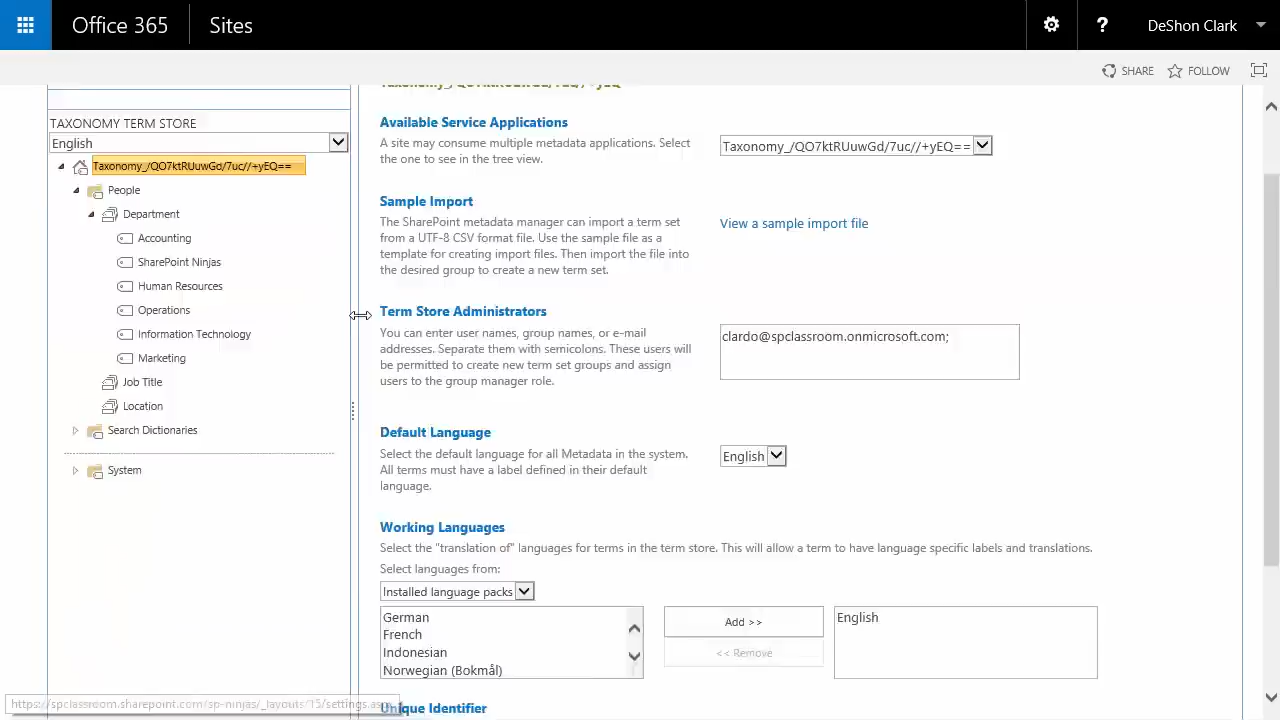 Office 365
Sites
?
DeShon Clark
SHARE
FOLLOW
TAXONOMY TERM STORE
English
Taxonomy_/QO7ktRUuwGd/7uc//+yEQ==
People
Department
Accounting
SharePoint Ninjas
Human Resources
Operations
Information Technology
Marketing
Job Title
Location
Search Dictionaries
System
Available Service Applications
A site may consume multiple metadata applications. Select
the one to see in the tree view.
Taxonomy_/QO7ktRUuwGd/7uc//+yEQ==
Sample Import
The SharePoint metadata manager can import a term set
from a UTF-8 CSV format file. Use the sample file as a
template for creating import files. Then import the file into
the desired group to create a new term set.
View a sample import file
Term Store Administrators
You can enter user names, group names, or e-mail
addresses. Separate them with semicolons. These users will
be permitted to create new term set groups and assign
users to the group manager role.
clardo@spclassroom.onmicrosoft.com;
Default Language
Select the default language for all Metadata in the system.
All terms must have a label defined in their default
language.
English
Working Languages
Select the "translation of" languages for terms in the term store. This will allow a term to have language specific labels and translations.
Select languages from:
Installed language packs
German
French
Indonesian
Norwegian (Bokmål)
Add >>
<< Remove
English
Unique Identifier
https://spclassroom.sharepoint.com/sp-ninjas/_layouts/15/settings.aspx